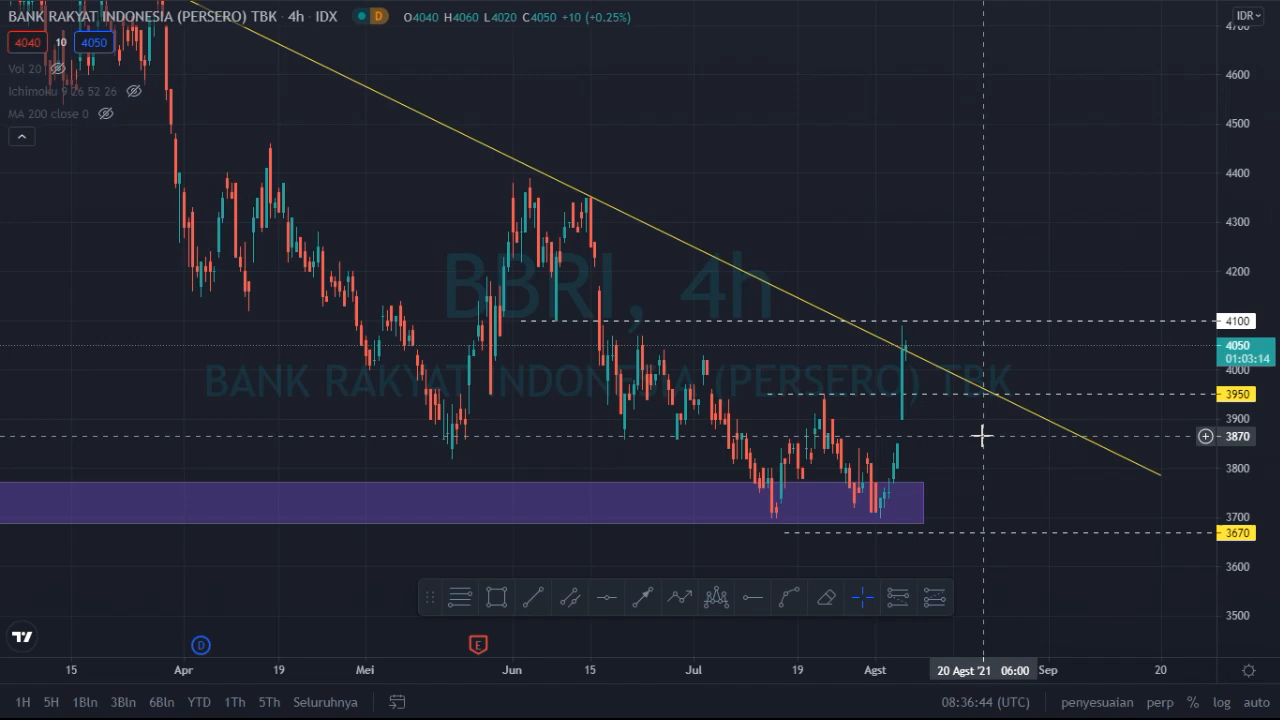 BANK RAKYAT INDONESIA (PERSERO) TBK · 4h · IDX D O4040 H4060 L4020 C4050 +10 (+0.25%)
IDR
4040 10 4050
Vol 20
Ichimoku 9 26 52 26
MA 200 close 0
BBRI, 4h
BANK RAKYAT INDONESIA (PERSERO) TBK
4700
4600
4500
4400
4300
4200
4100
4050
01:03:14
4000
3950
3900
3870
3800
3700
3670
3600
3500
D E
15 Apr 19 Mei Jun 15 Jul 19 Agst 20 Agst '21 06:00 Sep 20
1H 5H 1Bln 3Bln 6Bln YTD 1Th 5Th Seluruhnya 08:36:44 (UTC) penyesuaian perp % log auto